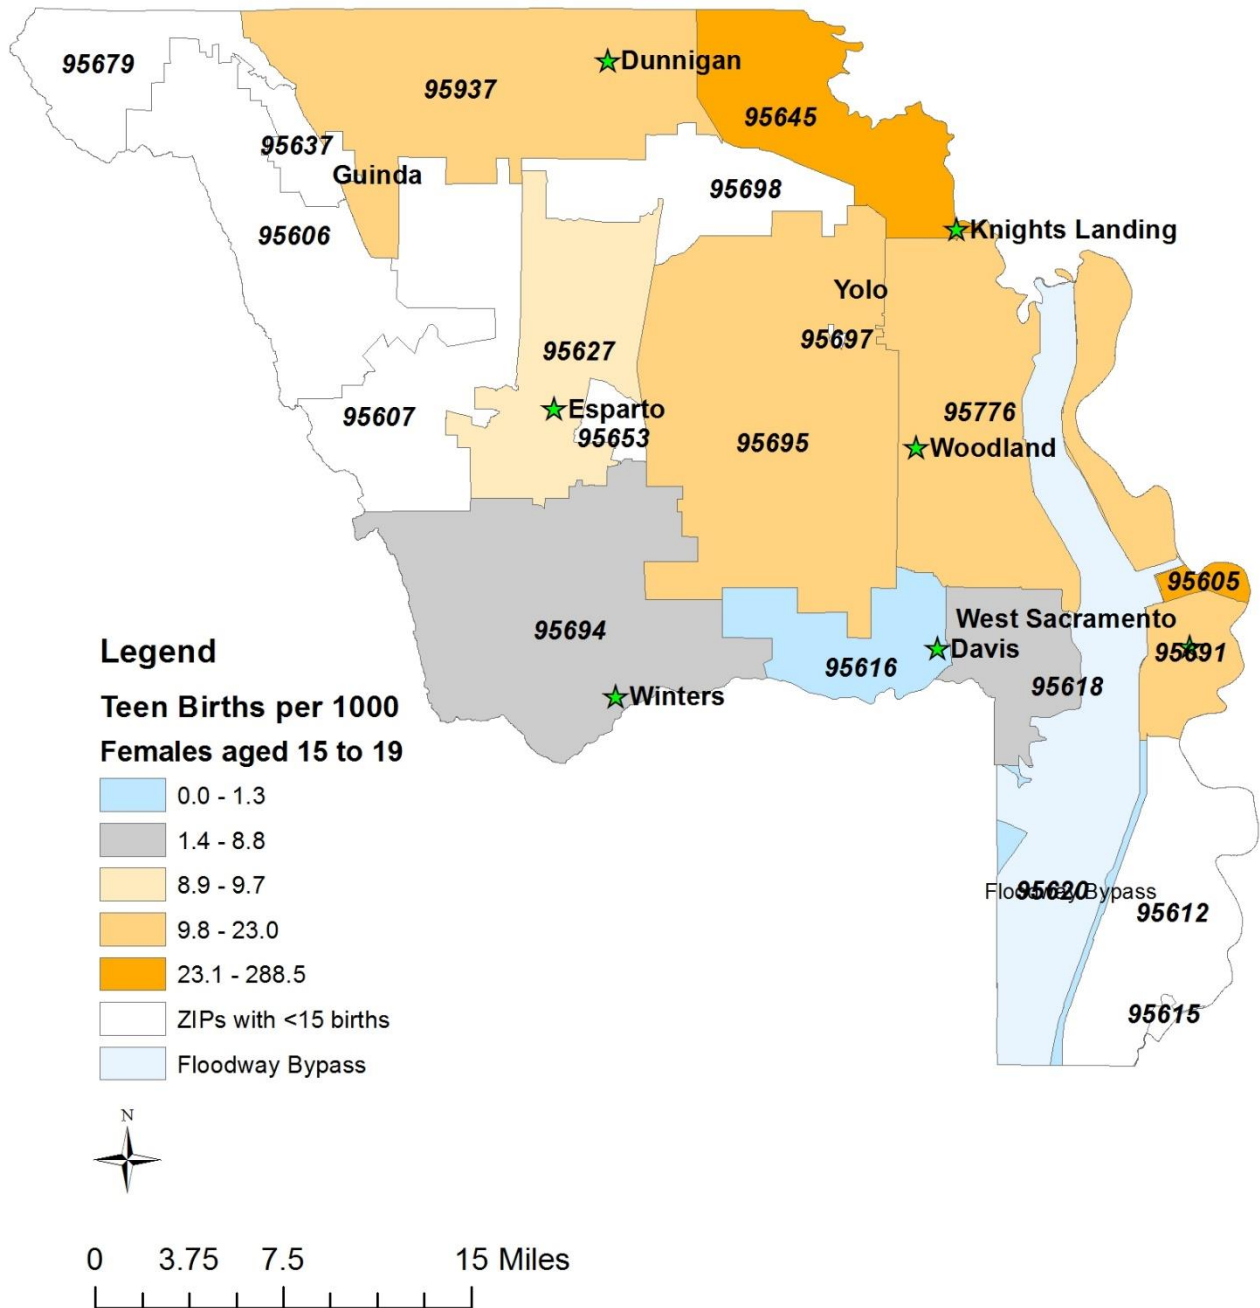 95679
Dunnigan
95937
95645
95637
Guinda
95698
95606
Knights Landing
Yolo
95697
95627
Esparto
95607
95653
95695
95776
Woodland
95605
West Sacramento
95694
Davis
95691
95616
95618
Winters
Floodway Bypass
95620
95612
95615
Legend
Teen Births per 1000
Females aged 15 to 19
0.0 - 1.3
1.4 - 8.8
8.9 - 9.7
9.8 - 23.0
23.1 - 288.5
ZIPs with <15 births
Floodway Bypass
N
0 3.75 7.5 15 Miles